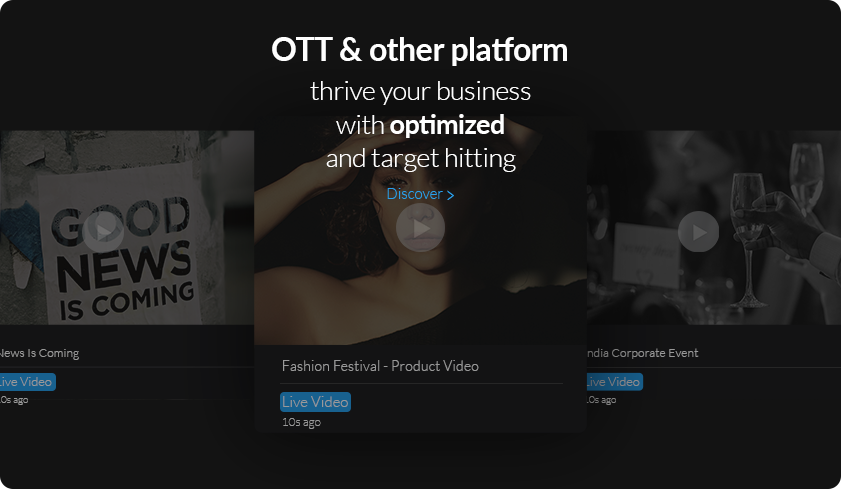 OTT & other platform
thrive your business
with optimized
and target hitting
Discover >
GOOD
NEWS
IS COMING
News Is Coming
Live Video
10s ago
Fashion Festival - Product Video
Live Video
10s ago
India Corporate Event
Live Video
10s ago